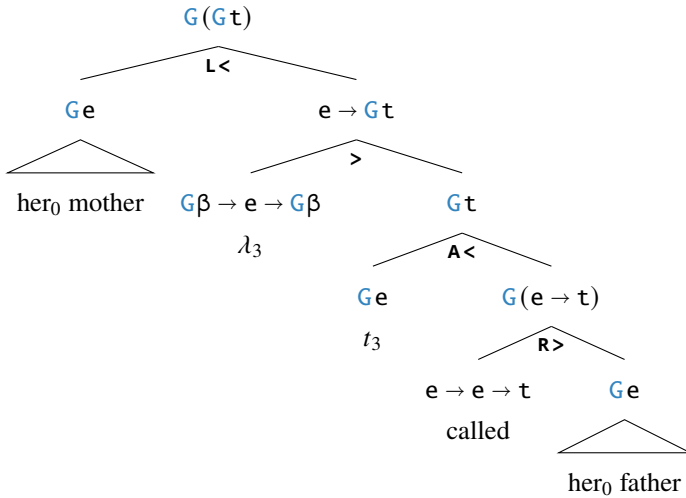 G(Gt)
L<
Ge e → Gt
>
her₀ mother Gβ → e → Gβ Gt
λ₃
A<
Ge G(e → t)
t₃
R>
e → e → t Ge
called
her₀ father